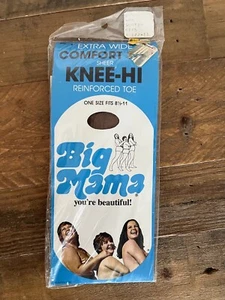 EXTRA WIDE
COMFORT
SHEER
KNEE-HI
REINFORCED TOE
ONE SIZE FITS 8½-11
Big
Mama
you're beautiful!